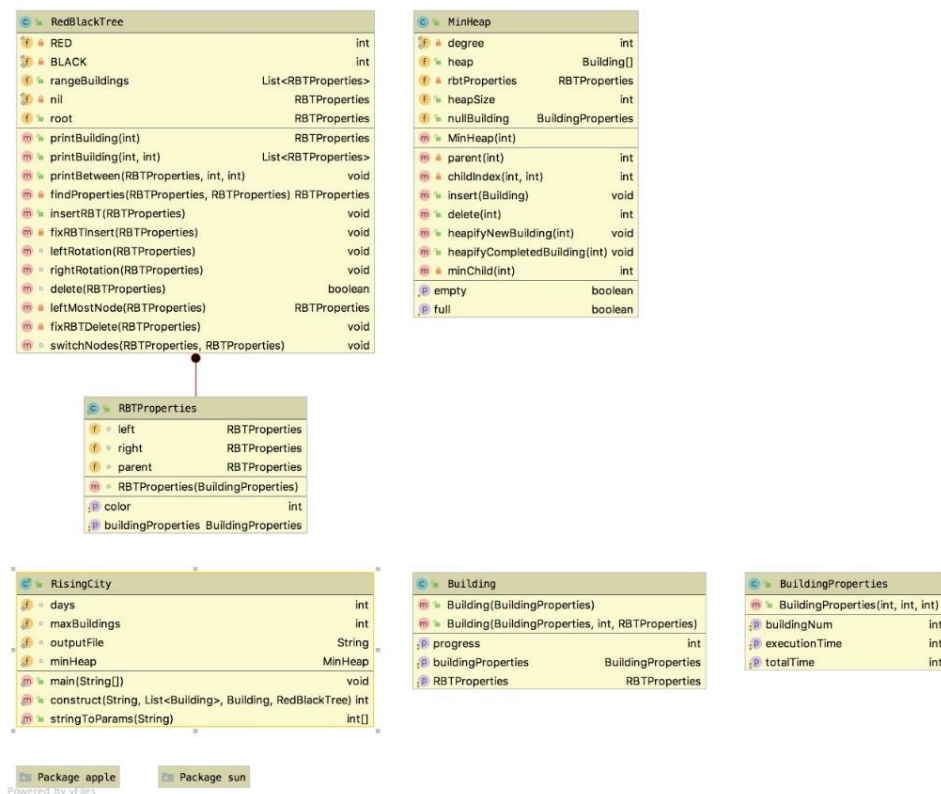 RedBlackTree
RED int
BLACK int
rangeBuildings List<RBTProperties>
nil RBTProperties
root RBTProperties
printBuilding(int) RBTProperties
printBuilding(int, int) List<RBTProperties>
printBetween(RBTProperties, int, int) void
findProperties(RBTProperties, RBTProperties) RBTProperties
insertRBT(RBTProperties) void
fixRBTInsert(RBTProperties) void
leftRotation(RBTProperties) void
rightRotation(RBTProperties) void
delete(RBTProperties) boolean
leftMostNode(RBTProperties) RBTProperties
fixRBTDelete(RBTProperties) void
switchNodes(RBTProperties, RBTProperties) void
MinHeap
degree int
heap Building[]
rbtProperties RBTProperties
heapSize int
nullBuilding BuildingProperties
MinHeap(int)
parent(int) int
childIndex(int, int) int
insert(Building) void
delete(int) int
heapifyNewBuilding(int) void
heapifyCompletedBuilding(int) void
minChild(int) int
empty boolean
full boolean
RBTProperties
left RBTProperties
right RBTProperties
parent RBTProperties
RBTProperties(BuildingProperties)
color int
buildingProperties BuildingProperties
RisingCity
days int
maxBuildings int
outputFile String
minHeap MinHeap
main(String[]) void
construct(String, List<Building>, Building, RedBlackTree) int
stringToParams(String) int[]
Building
Building(BuildingProperties)
Building(BuildingProperties, int, RBTProperties)
progress int
buildingProperties BuildingProperties
RBTProperties RBTProperties
BuildingProperties
BuildingProperties(int, int, int)
buildingNum int
executionTime int
totalTime int
Package apple
Package sun
Powered by yFiles